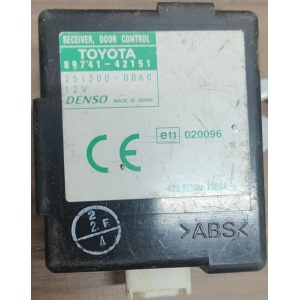 RECEIVER, DOOR CONTROL
TOYOTA
89741-42151
251300-0060
12V
DENSO MADE IN JAPAN
e11 020096
CE
>ABS<
2
2.F
4